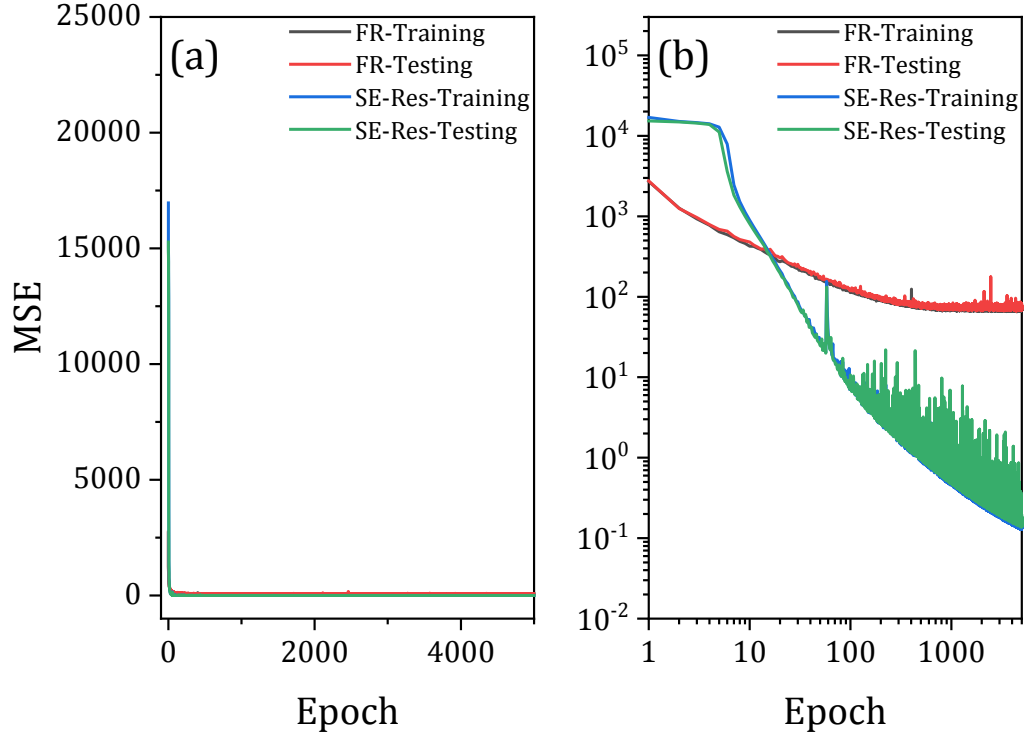 (a)
FR-Training
FR-Testing
SE-Res-Training
SE-Res-Testing
25000
20000
15000
10000
5000
0
MSE
0 2000 4000
Epoch
(b)
FR-Training
FR-Testing
SE-Res-Training
SE-Res-Testing
10^5
10^4
10^3
10^2
10^1
10^0
10^-1
10^-2
1 10 100 1000
Epoch